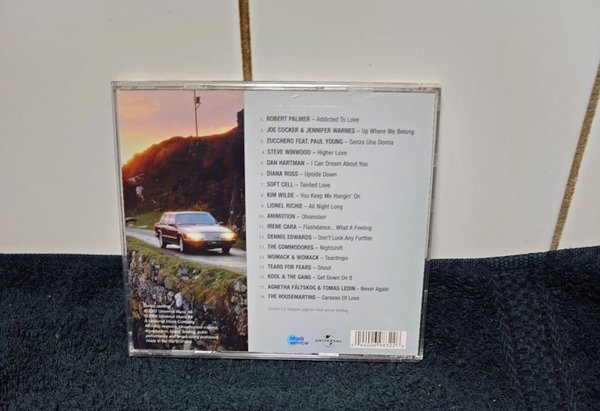 1. ROBERT PALMER – Addicted To Love
2. JOE COCKER & JENNIFER WARNES – Up Where We Belong
3. ZUCCHERO FEAT. PAUL YOUNG – Senza Una Donna
4. STEVE WINWOOD – Higher Love
5. DAN HARTMAN – I Can Dream About You
6. DIANA ROSS – Upside Down
7. SOFT CELL – Tainted Love
8. KIM WILDE – You Keep Me Hangin' On
9. LIONEL RICHIE – All Night Long
10. ANIMOTION – Obsession
11. IRENE CARA – Flashdance... What A Feeling
12. DENNIS EDWARDS – Don't Look Any Further
13. THE COMMODORES – Nightshift
14. WOMACK & WOMACK – Teardrops
15. TEARS FOR FEARS – Shout
16. KOOL & THE GANG – Get Down On It
17. AGNETHA FÄLTSKOG & TOMAS LEDIN – Never Again
18. THE HOUSEMARTINS – Caravan Of Love
Musik
service
UNIVERSAL